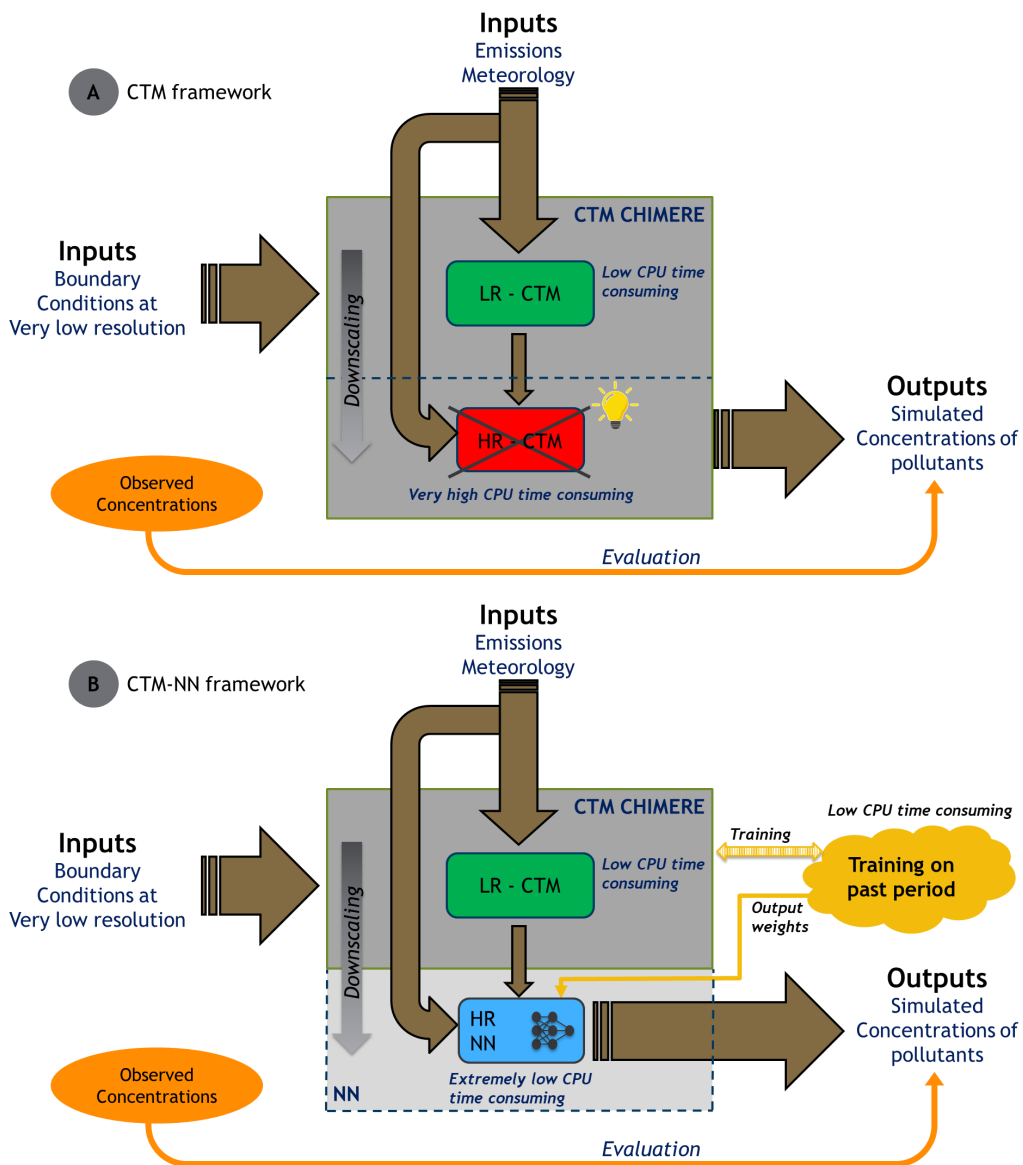 Inputs
Emissions
Meteorology
A CTM framework
CTM CHIMERE
Inputs
Boundary
Conditions at
Very low resolution
Downscaling
LR - CTM
Low CPU time
consuming
HR - CTM
Very high CPU time consuming
Outputs
Simulated
Concentrations of
pollutants
Observed
Concentrations
Evaluation
Inputs
Emissions
Meteorology
B CTM-NN framework
CTM CHIMERE
Inputs
Boundary
Conditions at
Very low resolution
Downscaling
LR - CTM
Low CPU time
consuming
Low CPU time consuming
Training
Training on
past period
Output
weights
HR
NN
Extremely low CPU
time consuming
NN
Outputs
Simulated
Concentrations of
pollutants
Observed
Concentrations
Evaluation